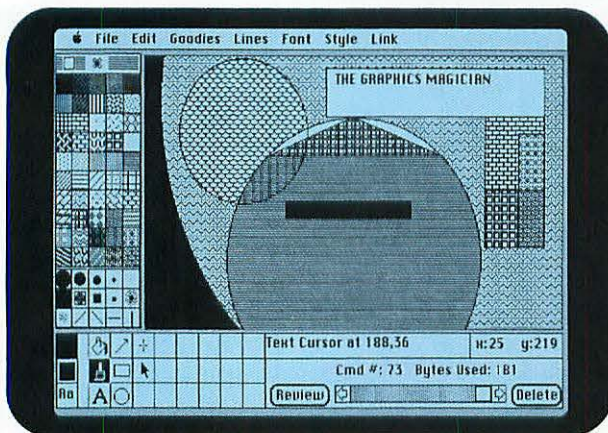 File Edit Goodies Lines Font Style Link
THE GRAPHICS MAGICIAN
Text Cursor at 188,36 x:25 y:219
Cmd #: 73 Bytes Used: 181
Aa
Review Delete
A